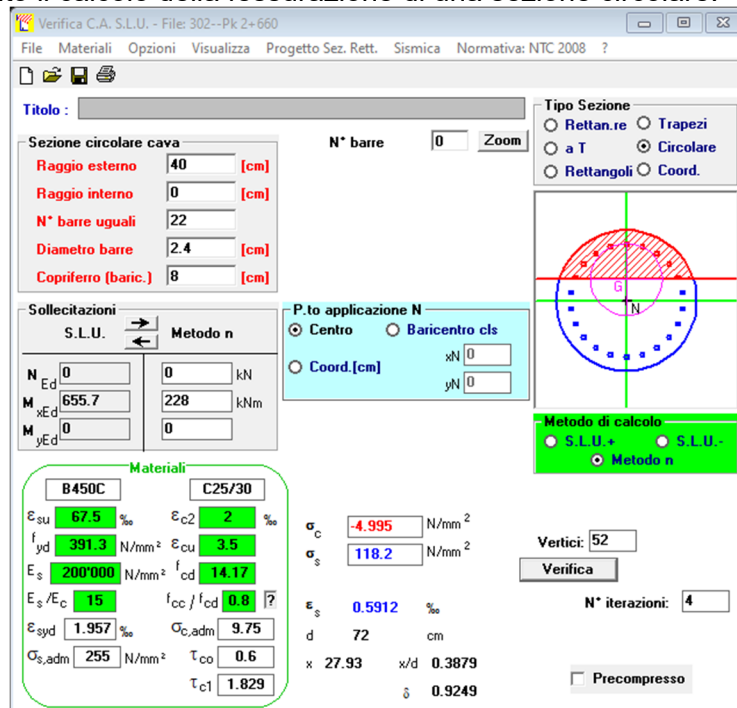 Verifica C.A. S.L.U. - File: 302--Pk 2+660
File Materiali Opzioni Visualizza Progetto Sez. Rett. Sismica Normativa: NTC 2008 ?
Titolo :
Sezione circolare cava
Raggio esterno 40 [cm]
Raggio interno 0 [cm]
N° barre uguali 22
Diametro barre 2.4 [cm]
Copriferro (baric.) 8 [cm]
N° barre 0 Zoom
Tipo Sezione
Rettan.re Trapezi
a T Circolare
Rettangoli Coord.
G
N
Sollecitazioni
S.L.U. Metodo n
N Ed 0 0 kN
M xEd 655.7 228 kNm
M yEd 0 0
P.to applicazione N
Centro Baricentro cls
Coord.[cm] xN 0
yN 0
Metodo di calcolo
S.L.U.+ S.L.U.-
Metodo n
Materiali
B450C C25/30
εsu 67.5 ‰ εc2 2 ‰
fyd 391.3 N/mm² εcu 3.5
Es 200'000 N/mm² fcd 14.17
Es/Ec 15 fcc / fcd 0.8 ?
εsyd 1.957 ‰ σc,adm 9.75
σs,adm 255 N/mm² τco 0.6
τc1 1.829
σc -4.995 N/mm²
σs 118.2 N/mm²
εs 0.5912 ‰
d 72 cm
x 27.93 x/d 0.3879
δ 0.9249
Vertici: 52
Verifica
N° iterazioni: 4
Precompresso